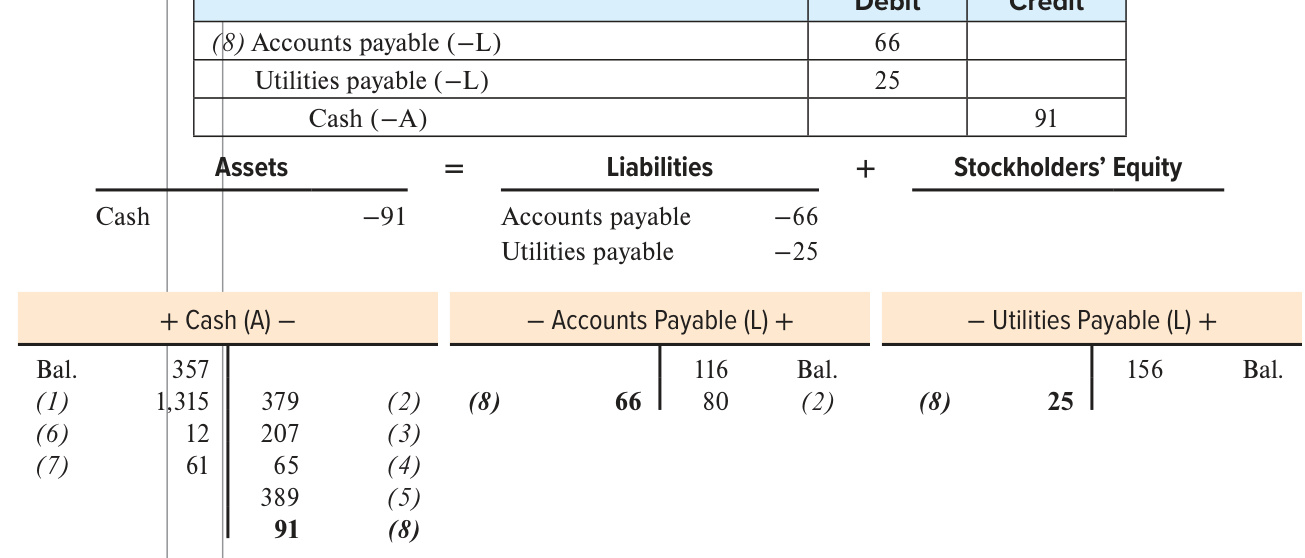 Debit Credit
(8) Accounts payable (−L) 66
Utilities payable (−L) 25
Cash (−A) 91
Assets = Liabilities + Stockholders’ Equity
Cash −91 Accounts payable −66
Utilities payable −25
+ Cash (A) − − Accounts Payable (L) + − Utilities Payable (L) +
Bal. 357 116 Bal. 156 Bal.
(1) 1,315 379 (2) (8) 66 80 (2) (8) 25
(6) 12 207 (3)
(7) 61 65 (4)
389 (5)
91 (8)